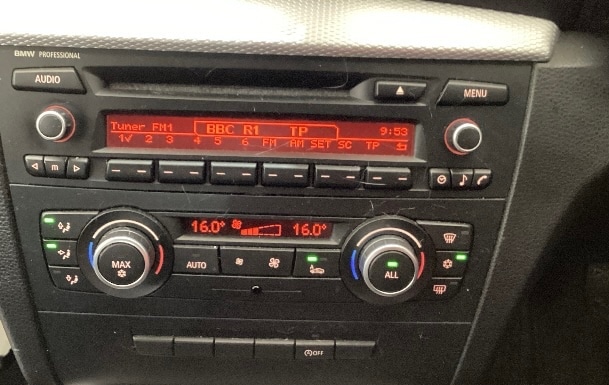 BMW PROFESSIONAL
AUDIO
MENU
Tuner FM1 BBC R1 TP 9:53
1✓ 2 3 4 5 6 FM AM SET SC TP
m
16.0° 16.0°
MAX AUTO ALL
OFF